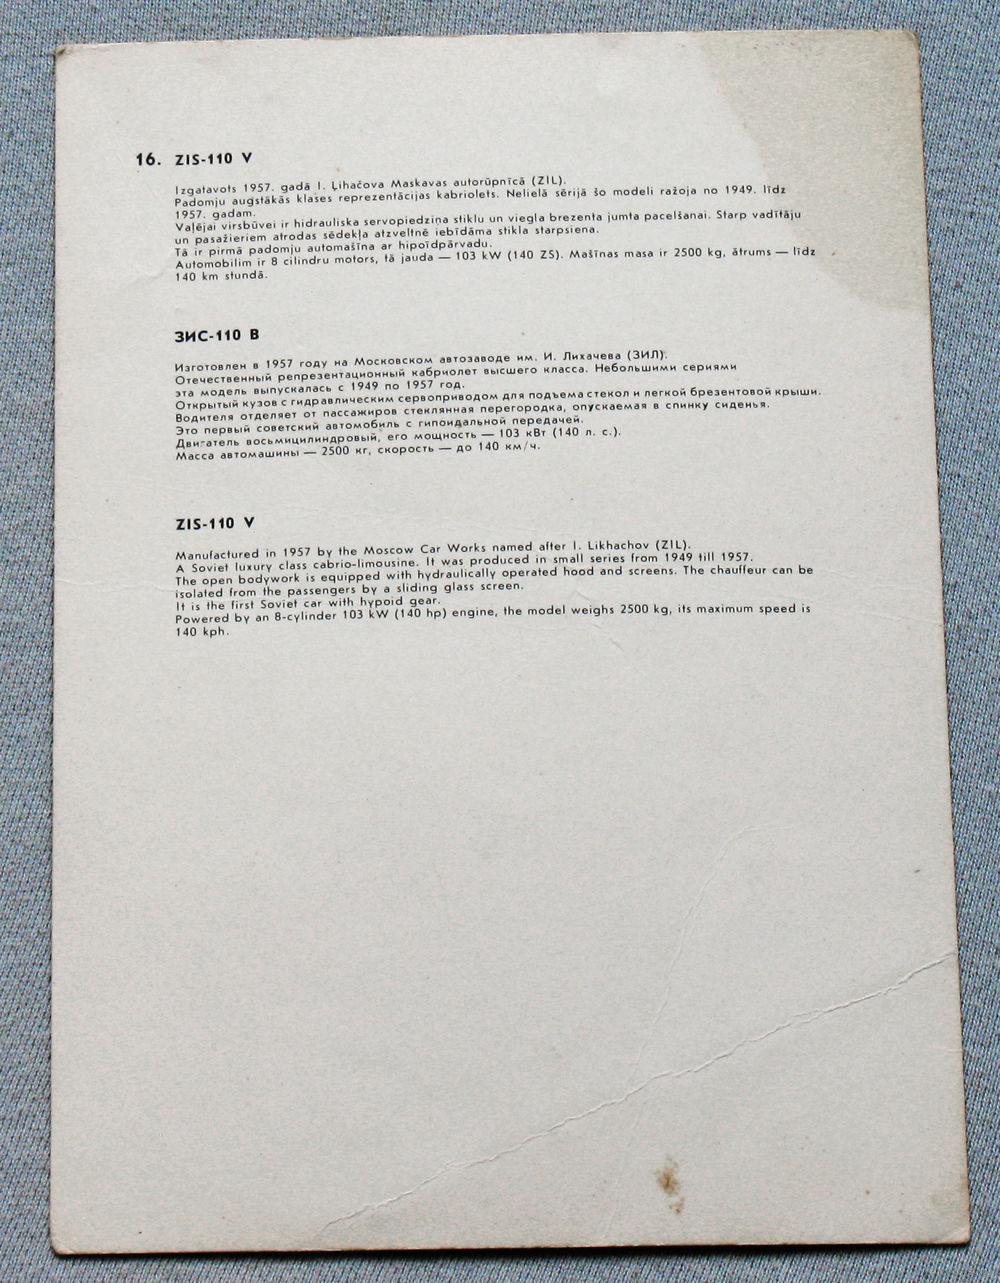 16. ZIS-110 V
Izgatavots 1957. gadā I. Ļihačova Maskavas autorūpnīcā (ZIL).
Padomju augstākās klases reprezentācijas kabriolets. Nelielā sērijā šo modeli ražoja no 1949. līdz
1957. gadam.
Vaļējai virsbūvei ir hidrauliska servopiedziņa stiklu un viegla brezenta jumta pacelšanai. Starp vadītāju
un pasažieriem atrodas sēdekļa atzveltnē iebīdāma stikla starpsiena.
Tā ir pirmā padomju automašīna ar hipoīdpārvadu.
Automobilim ir 8 cilindru motors, tā jauda — 103 kW (140 ZS). Mašīnas masa ir 2500 kg, ātrums — līdz
140 km stundā.
ЗИС-110 В
Изготовлен в 1957 году на Московском автозаводе им. И. Лихачева (ЗИЛ).
Отечественный репрезентационный кабриолет высшего класса. Небольшими сериями
эта модель выпускалась с 1949 по 1957 год.
Открытый кузов с гидравлическим сервоприводом для подъема стекол и легкой брезентовой крыши.
Водителя отделяет от пассажиров стеклянная перегородка, опускаемая в спинку сиденья.
Это первый советский автомобиль с гипоидальной передачей.
Двигатель восьмицилиндровый, его мощность — 103 кВт (140 л. с.).
Масса автомашины — 2500 кг, скорость — до 140 км/ч.
ZIS-110 V
Manufactured in 1957 by the Moscow Car Works named after I. Likhachov (ZIL).
A Soviet luxury class cabrio-limousine. It was produced in small series from 1949 till 1957.
The open bodywork is equipped with hydraulically operated hood and screens. The chauffeur can be
isolated from the passengers by a sliding glass screen.
It is the first Soviet car with hypoid gear.
Powered by an 8-cylinder 103 kW (140 hp) engine, the model weighs 2500 kg, its maximum speed is
140 kph.